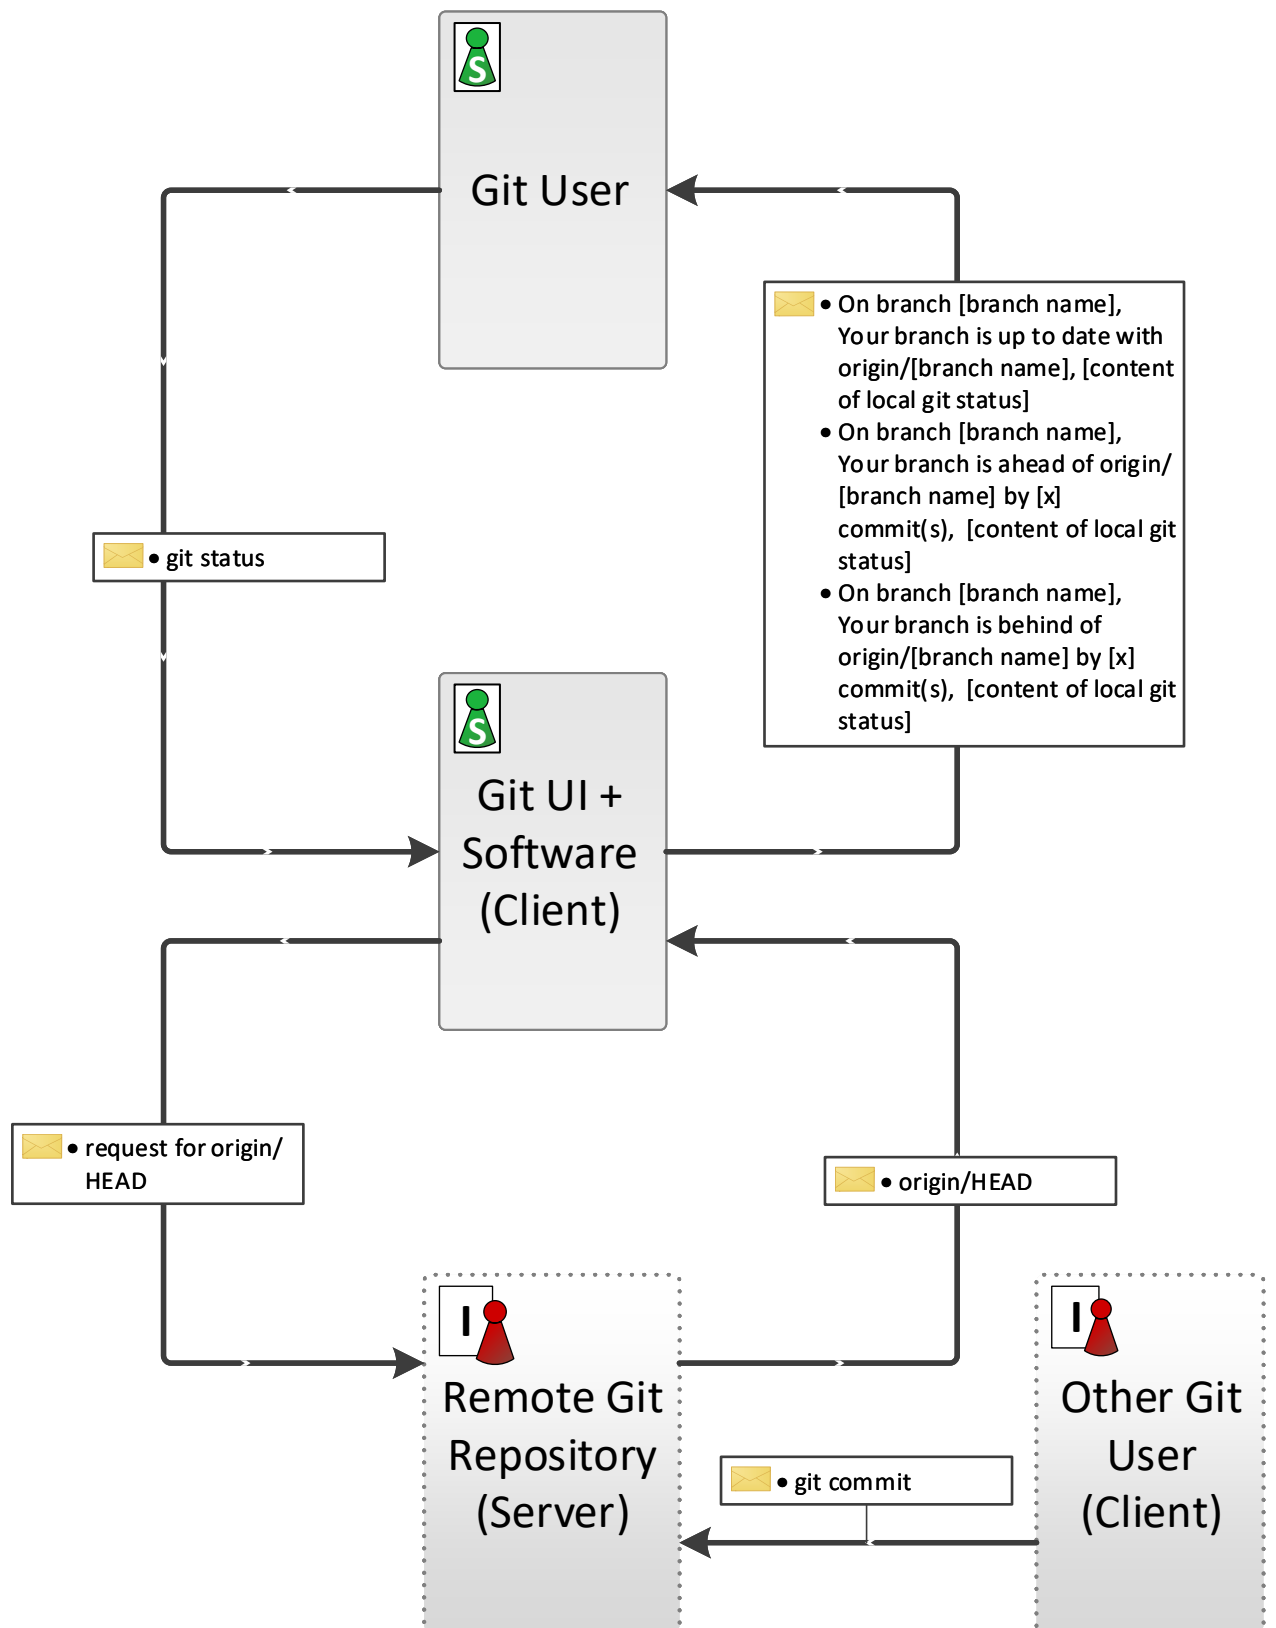 S
Git User
• On branch [branch name],
Your branch is up to date with
origin/[branch name], [content
of local git status]
• On branch [branch name],
Your branch is ahead of origin/
[branch name] by [x]
commit(s),  [content of local git
status]
• On branch [branch name],
Your branch is behind of
origin/[branch name] by [x]
commit(s),  [content of local git
status]
• git status
S
Git UI +
Software
(Client)
• request for origin/
HEAD
• origin/HEAD
I
Remote Git
Repository
(Server)
I
Other Git
User
(Client)
• git commit